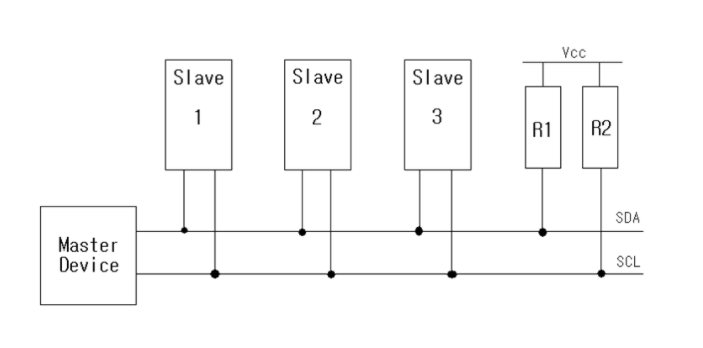 Vcc
Slave
1
Slave
2
Slave
3
R1
R2
SDA
Master
Device
SCL